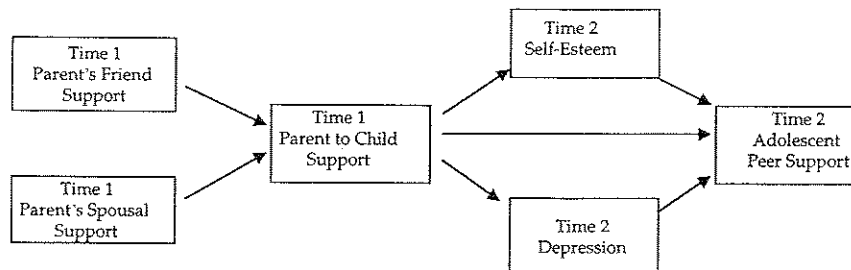 Time 1
Parent's Friend
Support
Time 1
Parent's Spousal
Support
Time 1
Parent to Child
Support
Time 2
Self-Esteem
Time 2
Depression
Time 2
Adolescent
Peer Support